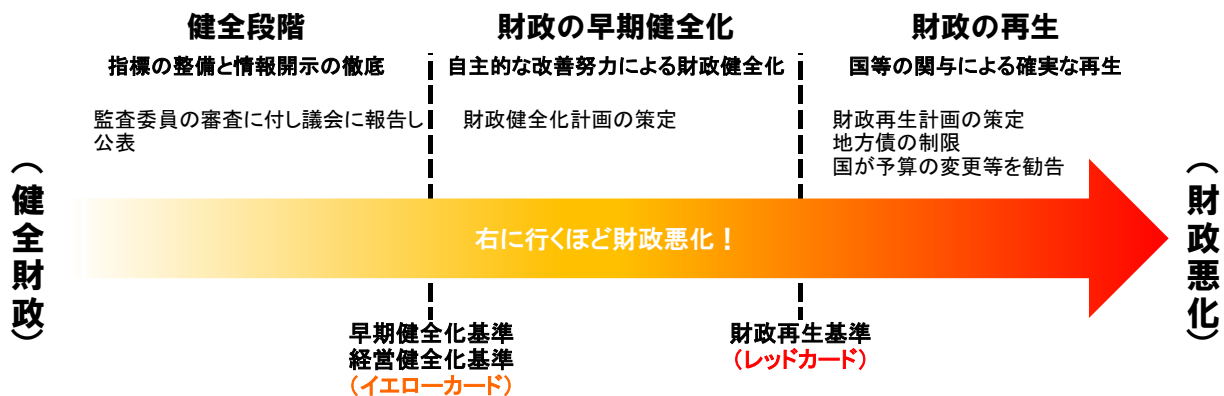 健全段階
指標の整備と情報開示の徹底
監査委員の審査に付し議会に報告し
公表
財政の早期健全化
自主的な改善努力による財政健全化
財政健全化計画の策定
財政の再生
国等の関与による確実な再生
財政再生計画の策定
地方債の制限
国が予算の変更等を勧告
（健全財政）
右に行くほど財政悪化！
（財政悪化）
早期健全化基準
経営健全化基準
（イエローカード）
財政再生基準
（レッドカード）